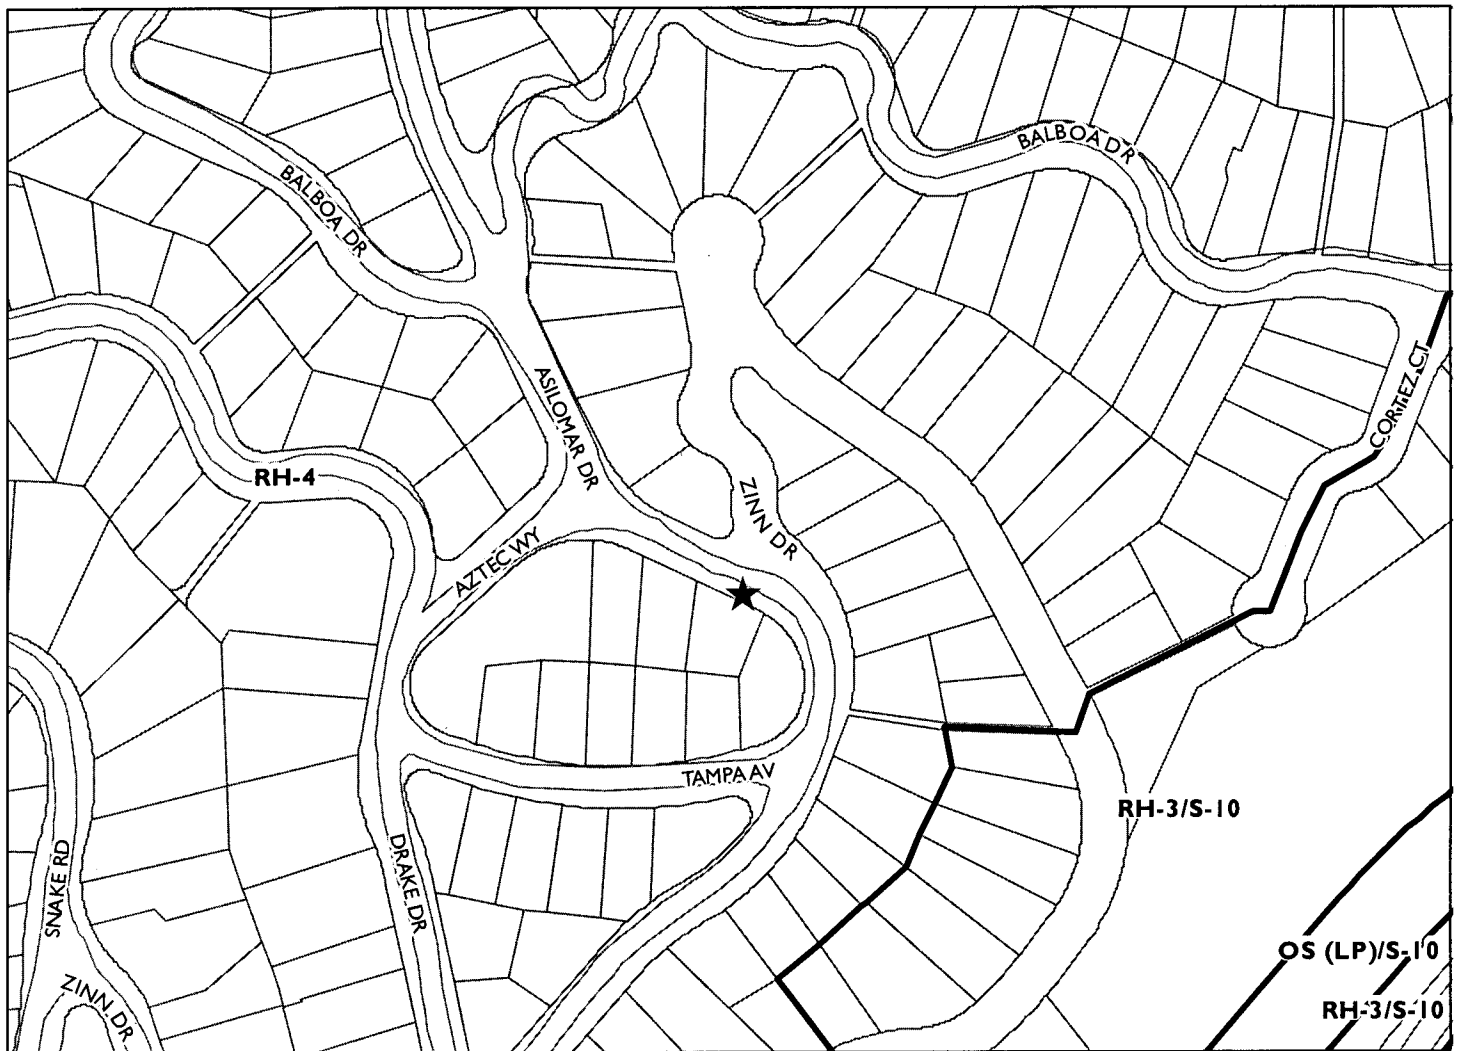 BALBOA DR
BALBOA DR
CORTEZ CT
ASILOMAR DR
RH-4
ZINN DR
AZTEC WY
TAMPA AV
RH-3/S-10
SNAKE RD
DRAKE DR
OS (LP)/S-10
ZINN DR
RH-3/S-10